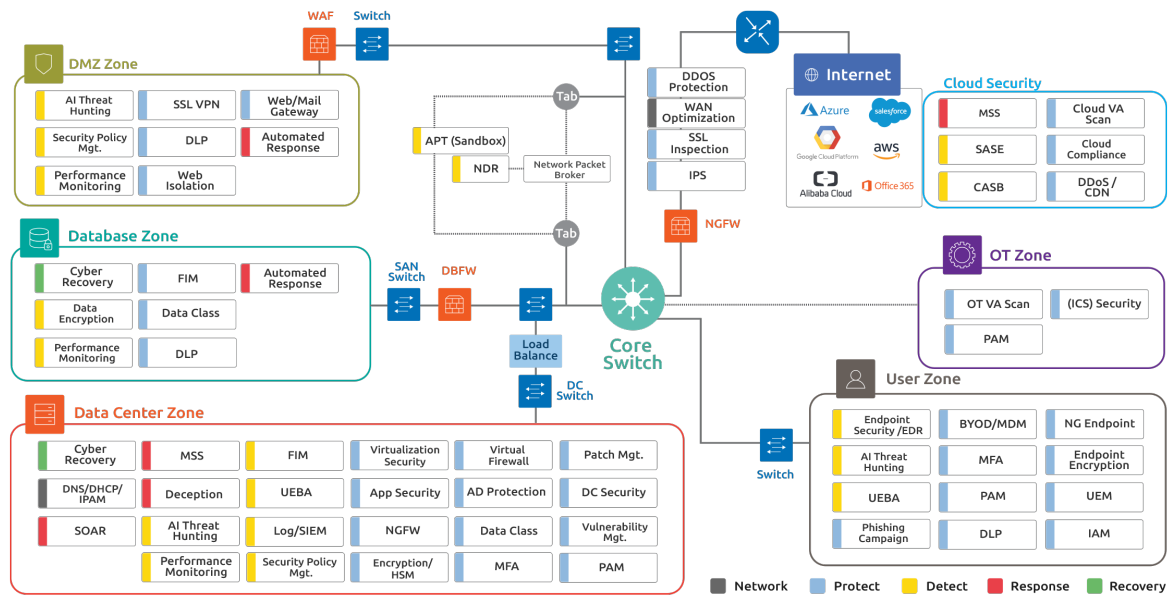 WAF
Switch
DMZ Zone
AI Threat
Hunting
SSL VPN
Web/Mail
Gateway
Security Policy
Mgt.
DLP
Automated
Response
Performance
Monitoring
Web
Isolation
Tab
APT (Sandbox)
NDR
Network Packet
Broker
Tab
DDOS
Protection
WAN
Optimization
SSL
Inspection
IPS
NGFW
Internet
Azure
salesforce
Google Cloud Platform
aws
Alibaba Cloud
Office 365
Cloud Security
MSS
Cloud VA
Scan
SASE
Cloud
Compliance
CASB
DDoS /
CDN
Database Zone
Cyber
Recovery
FIM
Automated
Response
Data
Encryption
Data Class
Performance
Monitoring
DLP
SAN
Switch
DBFW
Load
Balance
DC
Switch
Core
Switch
OT Zone
OT VA Scan
(ICS) Security
PAM
Data Center Zone
Cyber
Recovery
MSS
FIM
Virtualization
Security
Virtual
Firewall
Patch Mgt.
DNS/DHCP/
IPAM
Deception
UEBA
App Security
AD Protection
DC Security
SOAR
AI Threat
Hunting
Log/SIEM
NGFW
Data Class
Vulnerability
Mgt.
Performance
Monitoring
Security Policy
Mgt.
Encryption/
HSM
MFA
PAM
Switch
User Zone
Endpoint
Security /EDR
BYOD/MDM
NG Endpoint
AI Threat
Hunting
MFA
Endpoint
Encryption
UEBA
PAM
UEM
Phishing
Campaign
DLP
IAM
Network
Protect
Detect
Response
Recovery